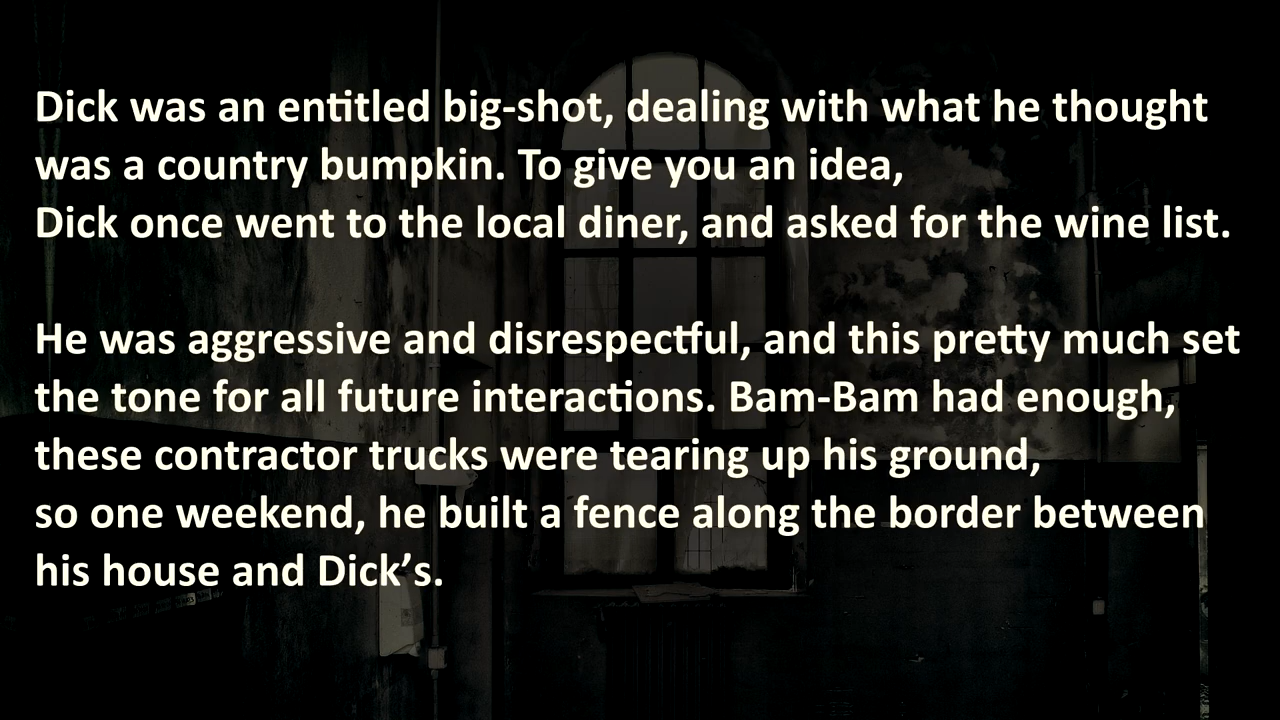 Dick was an entitled big-shot, dealing with what he thought
was a country bumpkin. To give you an idea,
Dick once went to the local diner, and asked for the wine list.
He was aggressive and disrespectful, and this pretty much set
the tone for all future interactions. Bam-Bam had enough,
these contractor trucks were tearing up his ground,
so one weekend, he built a fence along the border between
his house and Dick’s.